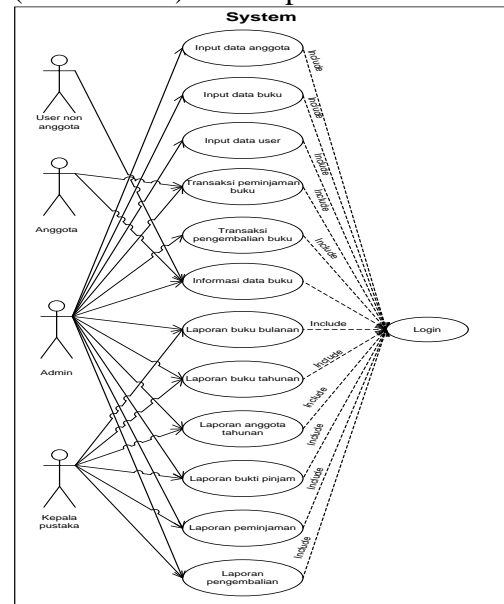 System
Input data anggota
Input data buku
Input data user
Transaksi peminjaman
buku
Transaksi
pengembalian buku
Informasi data buku
Laporan buku bulanan
Laporan buku tahunan
Laporan anggota
tahunan
Laporan bukti pinjam
Laporan peminjaman
Laporan
pengembalian
User non
anggota
Anggota
Admin
Kepala
pustaka
Include
Include
Include
Include
Include
Include
Include
Include
Include
Include
Include
Login